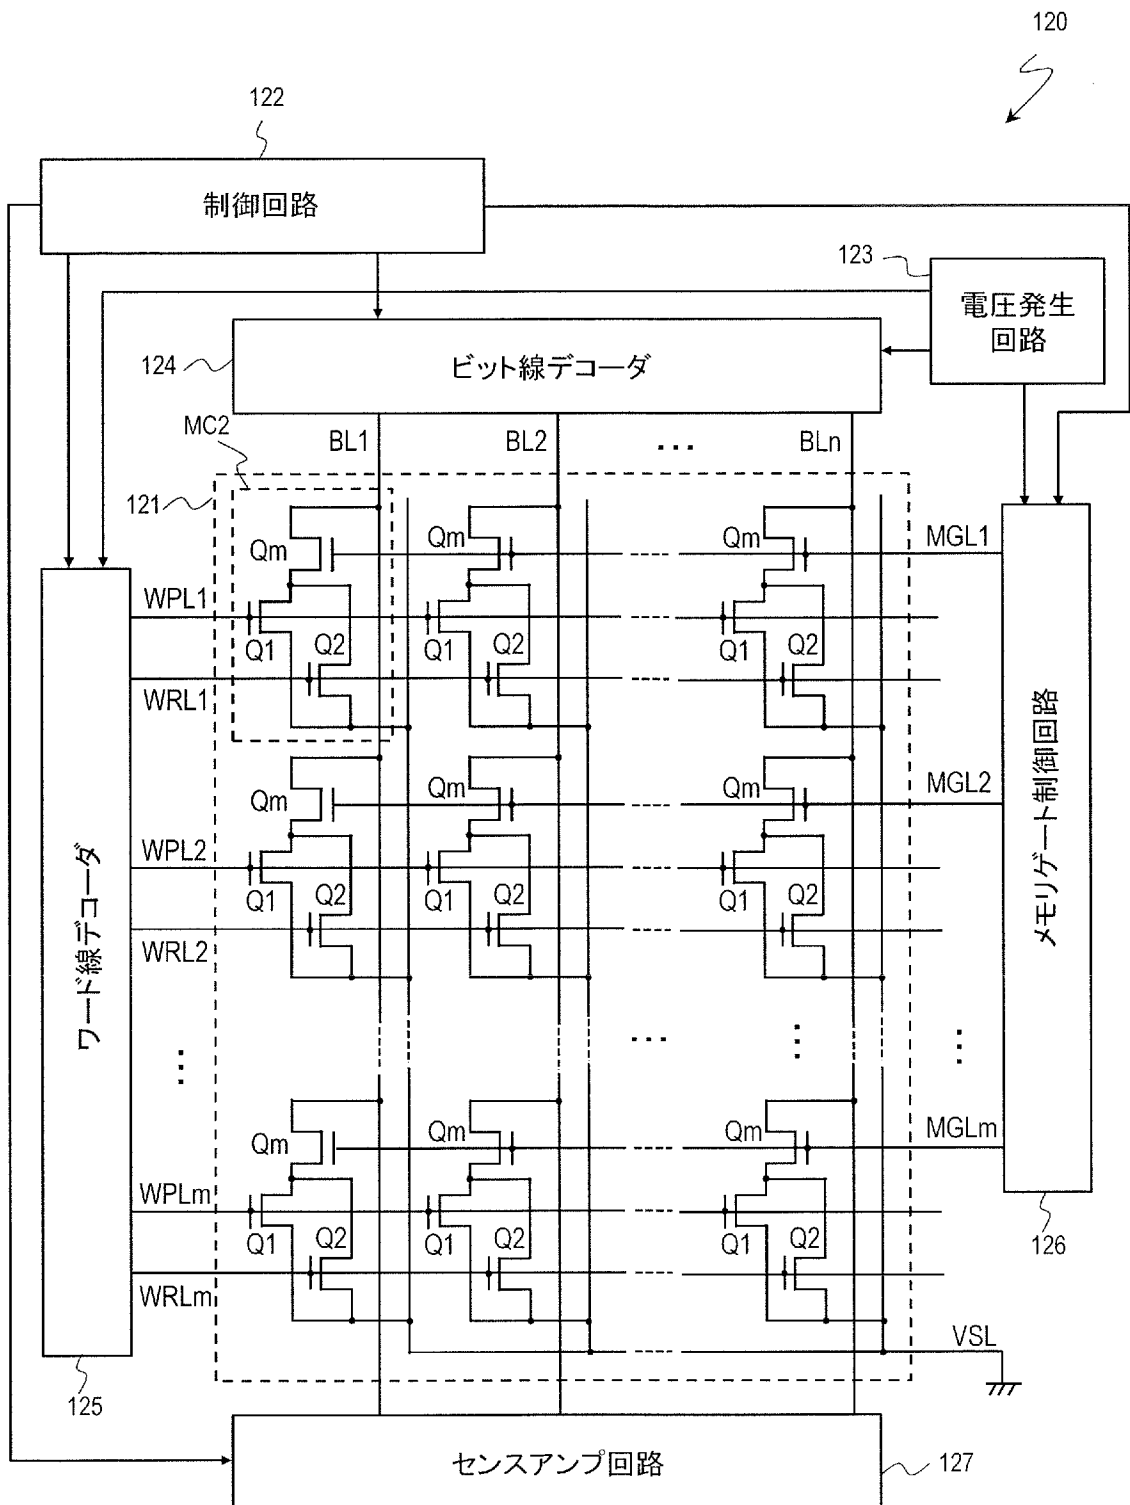 120
122
制御回路
123
電圧発生
回路
124
ビット線デコーダ
MC2
BL1
BL2
...
BLn
121
Qm
Qm
Qm
MGL1
WPL1
Q1
Q2
Q1
Q2
Q1
Q2
WRL1
Qm
Qm
Qm
MGL2
WPL2
Q1
Q2
Q1
Q2
Q1
Q2
WRL2
ワード線デコーダ
メモリゲート制御回路
...
...
...
...
Qm
Qm
Qm
MGLm
WPLm
Q1
Q2
Q1
Q2
Q1
Q2
126
WRLm
VSL
125
センスアンプ回路
127